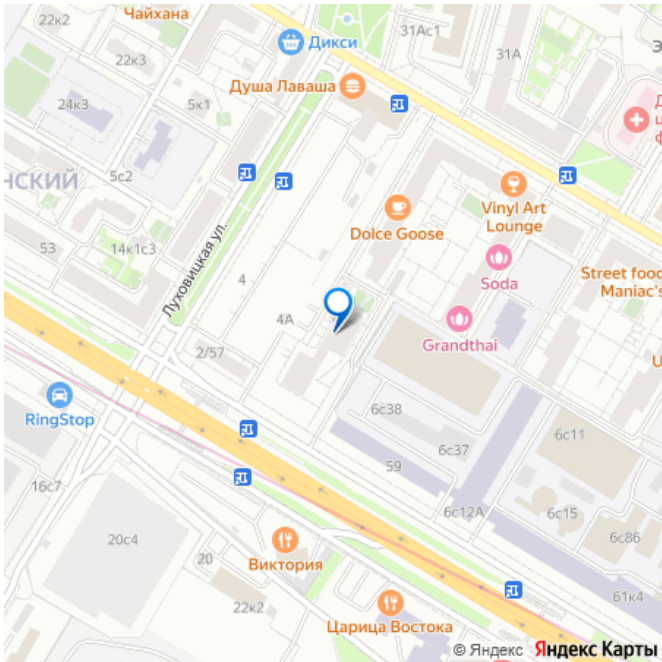 Чайхана
22к2
31Ас1
Дикси
31А
22к3
Душа Лаваша
24к3
5к1
5с2
НСКИЙ
Vinyl Art
Lounge
Dolce Goose
Луховицкая ул.
53
14к1с3
4
Soda
Street food
Maniac's
4А
Grandthai
2/57
RingStop
6с38
6с37
6с11
59
16с7
6с12А
6с15
20с4
6с86
20
Виктория
22к2
61к4
Царица Востока
© Яндекс Яндекс Карты